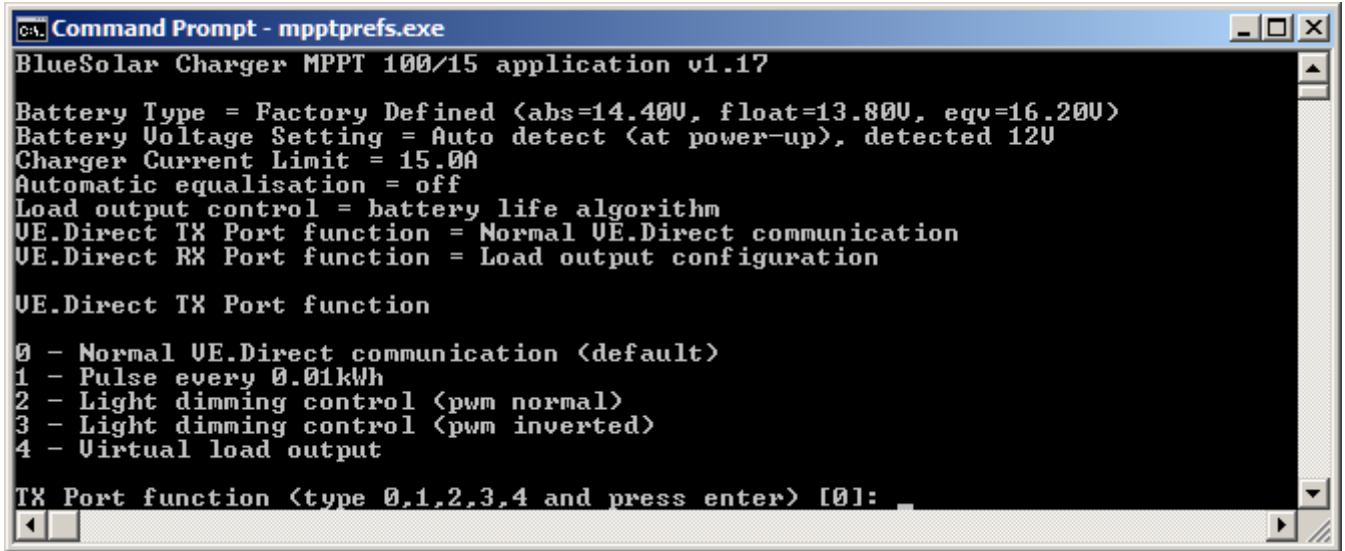 Command Prompt - mpptprefs.exe
BlueSolar Charger MPPT 100/15 application v1.17
Battery Type = Factory Defined (abs=14.40V, float=13.80V, eqv=16.20V)
Battery Voltage Setting = Auto detect (at power-up), detected 12V
Charger Current Limit = 15.0A
Automatic equalisation = off
Load output control = battery life algorithm
VE.Direct TX Port function = Normal VE.Direct communication
VE.Direct RX Port function = Load output configuration
VE.Direct TX Port function
0 - Normal VE.Direct communication (default)
1 - Pulse every 0.01kWh
2 - Light dimming control (pwm normal)
3 - Light dimming control (pwm inverted)
4 - Virtual load output
TX Port function (type 0,1,2,3,4 and press enter) [0]: _